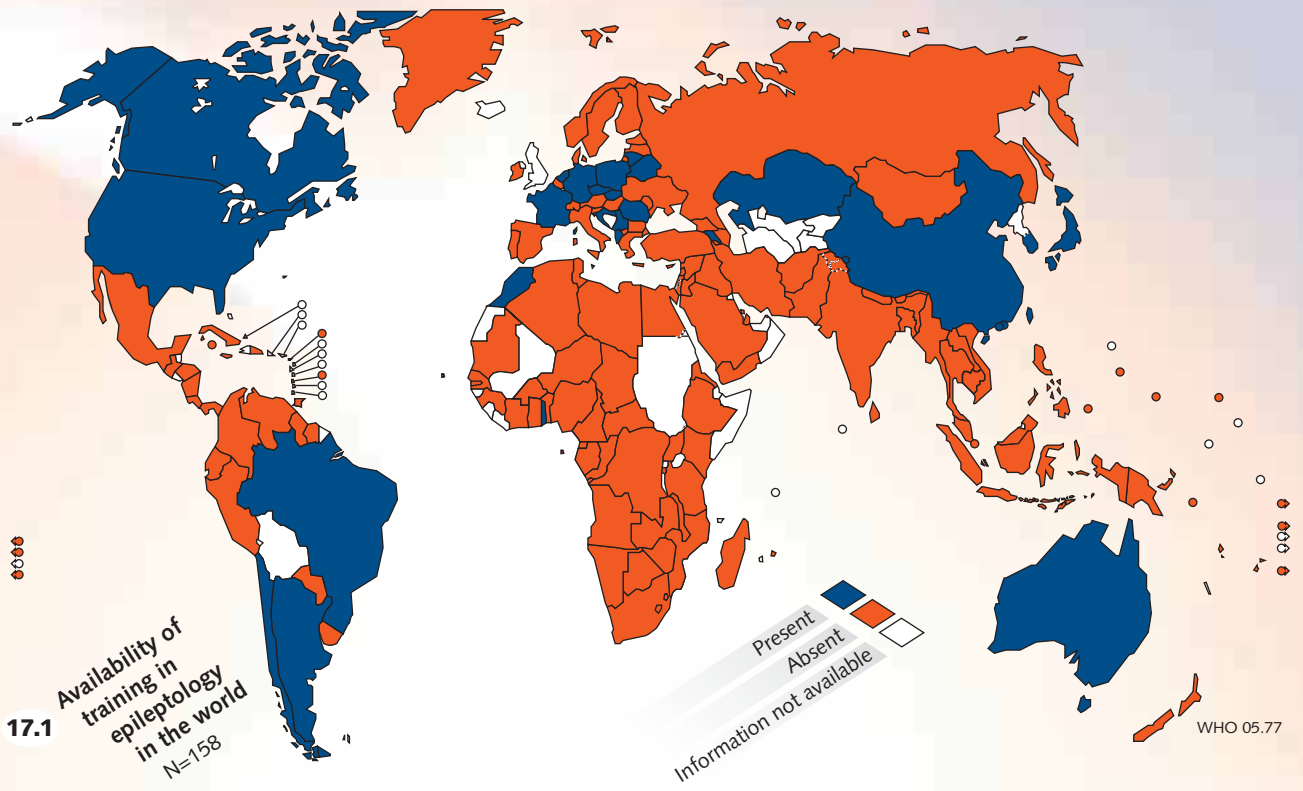 17.1
Availability of
training in
epileptology
in the world
N=158
Present
Absent
Information not available
WHO 05.77